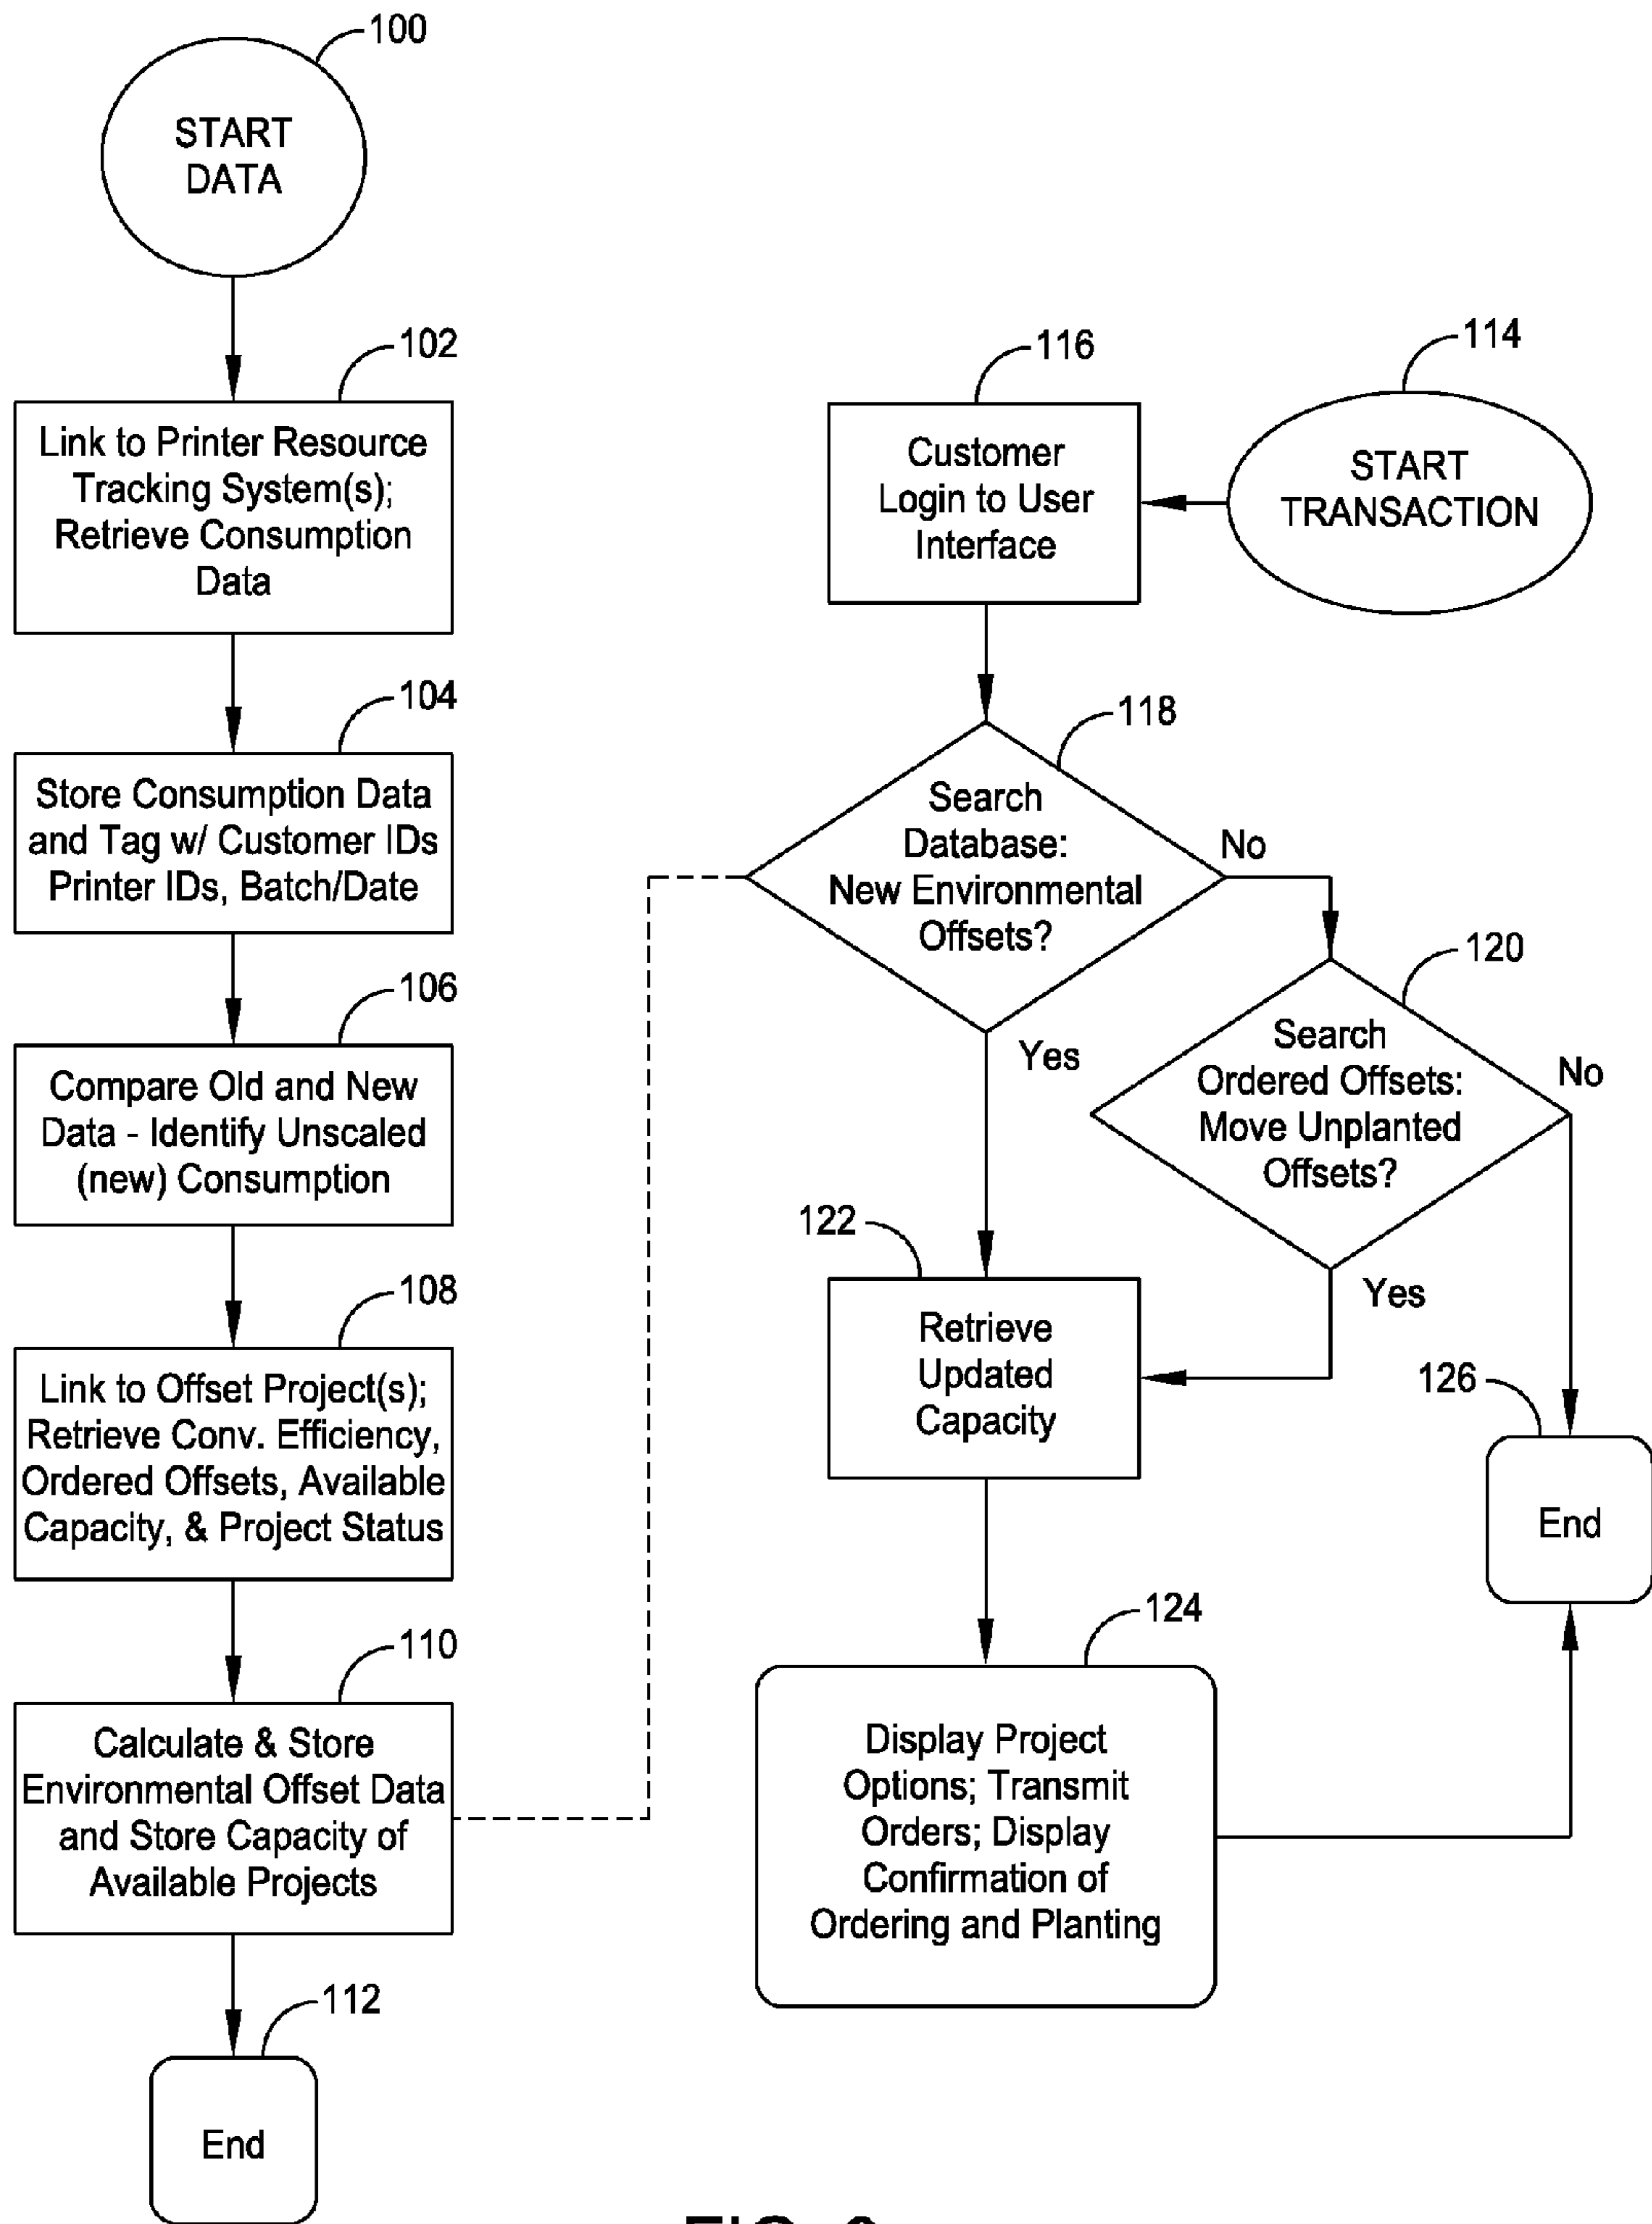 100
START
DATA
102
Link to Printer Resource
Tracking System(s);
Retrieve Consumption
Data
104
Store Consumption Data
and Tag w/ Customer IDs
Printer IDs, Batch/Date
106
Compare Old and New
Data - Identify Unscaled
(new) Consumption
108
Link to Offset Project(s);
Retrieve Conv. Efficiency,
Ordered Offsets, Available
Capacity, & Project Status
110
Calculate & Store
Environmental Offset Data
and Store Capacity of
Available Projects
112
End
114
START
TRANSACTION
116
Customer
Login to User
Interface
118
Search
Database:
New Environmental
Offsets?
No
Yes
120
Search
Ordered Offsets:
Move Unplanted
Offsets?
No
Yes
122
Retrieve
Updated
Capacity
124
Display Project
Options; Transmit
Orders; Display
Confirmation of
Ordering and Planting
126
End